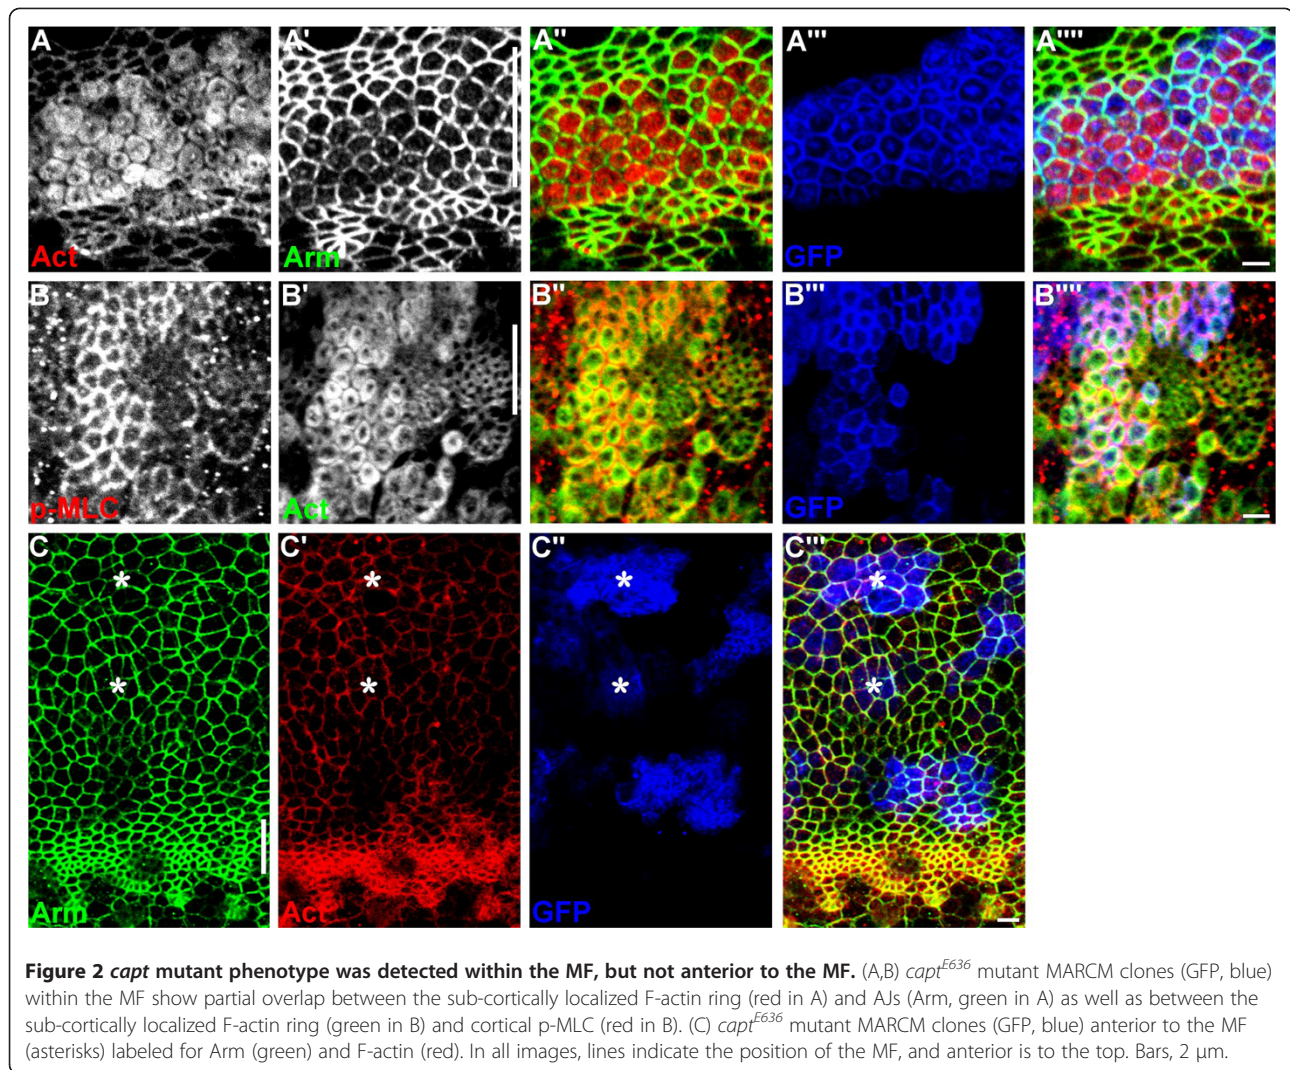 A A' A'' A''' A''''
Act Arm GFP
B B' B'' B''' B''''
p-MLC Act GFP
C C' C'' C'''
* * * *
* * * *
Arm Act GFP
Figure 2 capt mutant phenotype was detected within the MF, but not anterior to the MF. (A,B) capt^E636 mutant MARCM clones (GFP, blue)
within the MF show partial overlap between the sub-cortically localized F-actin ring (red in A) and AJs (Arm, green in A) as well as between the
sub-cortically localized F-actin ring (green in B) and cortical p-MLC (red in B). (C) capt^E636 mutant MARCM clones (GFP, blue) anterior to the MF
(asterisks) labeled for Arm (green) and F-actin (red). In all images, lines indicate the position of the MF, and anterior is to the top. Bars, 2 μm.